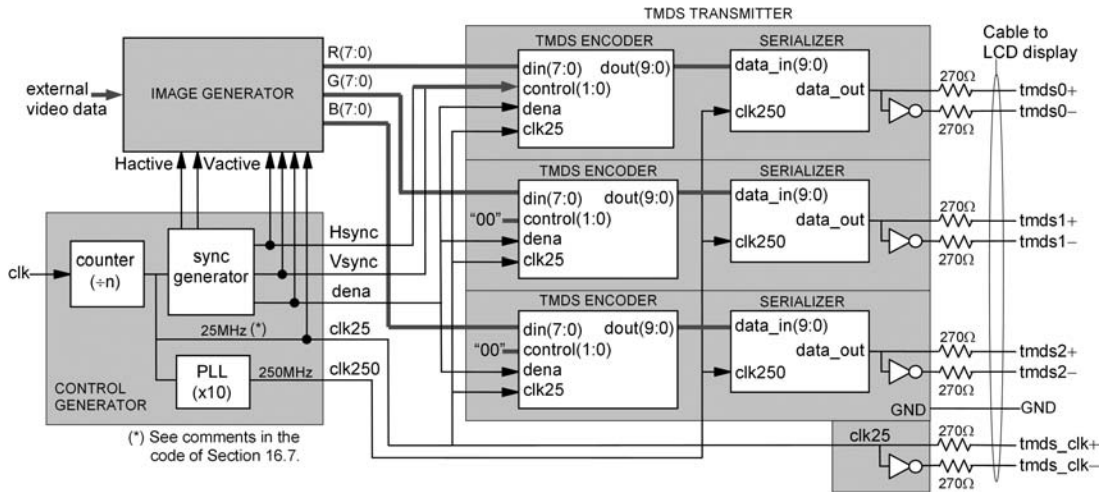 TMDS TRANSMITTER
Cable to
LCD display
external
video data
IMAGE GENERATOR
R(7:0)
G(7:0)
B(7:0)
Hactive
Vactive
clk
counter
(÷n)
sync
generator
Hsync
Vsync
dena
25MHz (*)
clk25
PLL
(x10)
250MHz
clk250
CONTROL
GENERATOR
(*) See comments in the
code of Section 16.7.
TMDS ENCODER
din(7:0)
dout(9:0)
control(1:0)
dena
clk25
SERIALIZER
data_in(9:0)
data_out
clk250
270Ω
tmds0+
tmds0−
270Ω
TMDS ENCODER
din(7:0)
dout(9:0)
"00"
control(1:0)
dena
clk25
SERIALIZER
data_in(9:0)
data_out
clk250
270Ω
tmds1+
tmds1−
270Ω
TMDS ENCODER
din(7:0)
dout(9:0)
"00"
control(1:0)
dena
clk25
SERIALIZER
data_in(9:0)
data_out
clk250
270Ω
tmds2+
tmds2−
270Ω
GND
GND
clk25
270Ω
tmds_clk+
tmds_clk−
270Ω